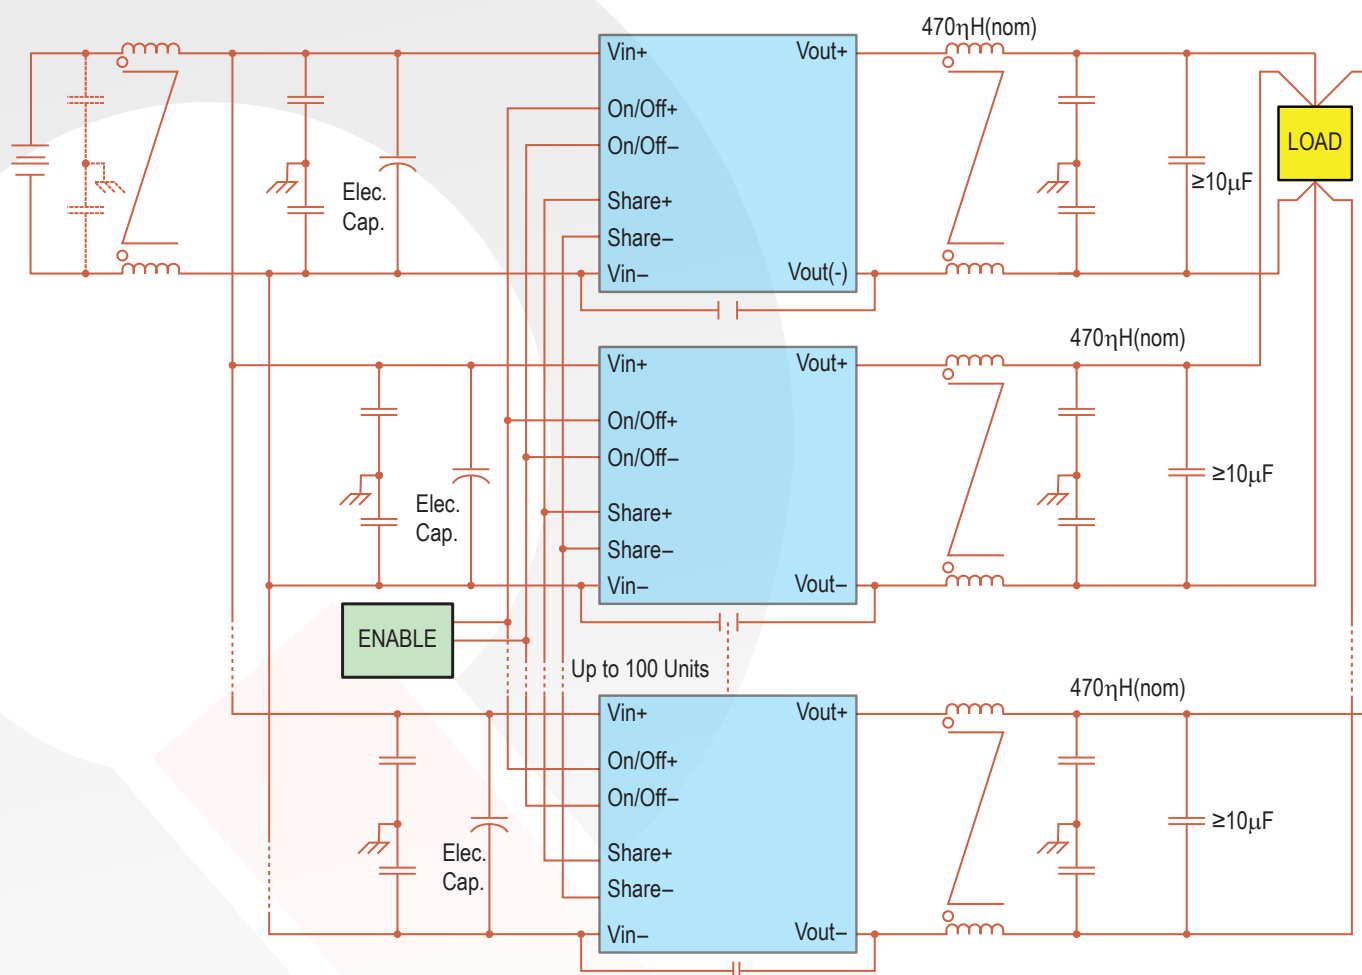 470ηH(nom)
Vin+
Vout+
On/Off+
On/Off–
LOAD
Elec.
Cap.
Share+
Share–
≥10µF
Vin–
Vout(-)
470ηH(nom)
Vin+
Vout+
On/Off+
On/Off–
Elec.
Cap.
Share+
Share–
≥10µF
Vin–
Vout–
ENABLE
Up to 100 Units
470ηH(nom)
Vin+
Vout+
On/Off+
On/Off–
≥10µF
Elec.
Cap.
Share+
Share–
Vin–
Vout–